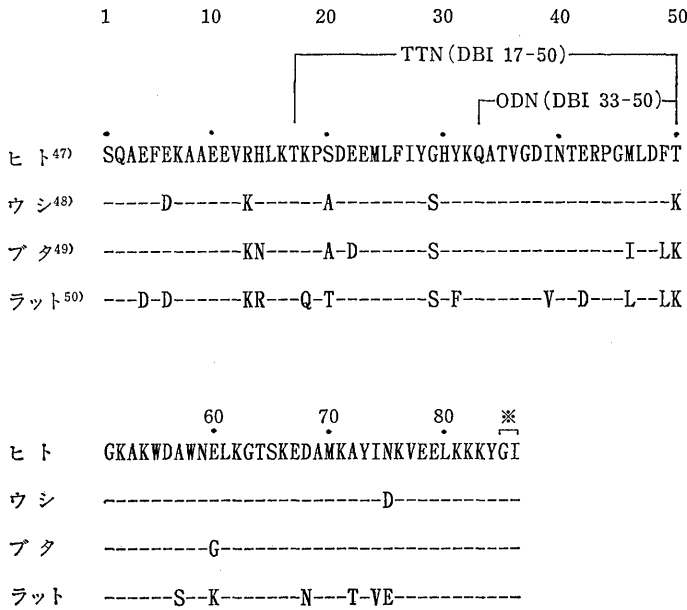 1 10 20 30 40 50
TTN(DBI 17-50)
ODN(DBI 33-50)
ヒト47) SQAEFEKAAEEVRHLKTKPSDEEMLFIYGHYKQATVGDINTERPGMLDFT
ウシ48) -----D------K------A--------S--------------------K
ブタ49) ------------KN-----A-D------S----------------I--LK
ラット50) ---D-D------KR---Q-T--------S-F-------V--D---L--LK
60 70 80 ※
ヒト GKAKWDAWNELKGTSKEDAMKAYINKVEELKKKYGI
ウシ ------------------------D-----------
ブタ ---------G--------------------------
ラット ------S--K-------N---T-VE-----------